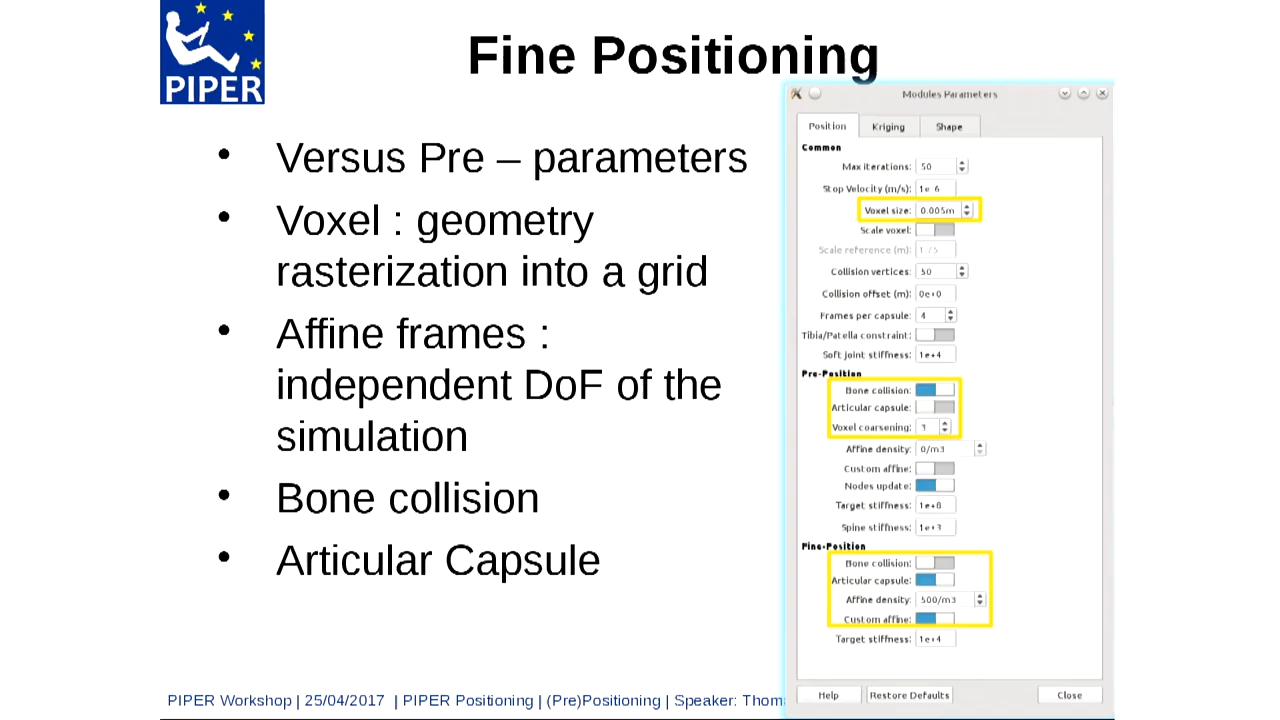 PIPER
Fine Positioning
• Versus Pre – parameters
• Voxel : geometry
rasterization into a grid
• Affine frames :
independent DoF of the
simulation
• Bone collision
• Articular Capsule
Modules Parameters
Position Kriging Shape
Common
Max iterations: 50
Stop Velocity (m/s): 1e-6
Voxel size: 0.005m
Scale voxel:
Scale reference (m): 1.75
Collision vertices: 50
Collision offset (m): 0e+0
Frames per capsule: 4
Tibia/Patella constraint:
Soft joint stiffness: 1e+4
Pre-Position
Bone collision:
Articular capsule:
Voxel coarsening: 3
Affine density: 0/m3
Custom affine:
Nodes update:
Target stiffness:
Spine stiffness: 1e+3
Fine-Position
Bone collision:
Articular capsule:
Affine density: 500/m3
Custom affine:
Target stiffness: 1e+4
Help Restore Defaults Close
PIPER Workshop | 25/04/2017 | PIPER Positioning | (Pre)Positioning | Speaker: Thom